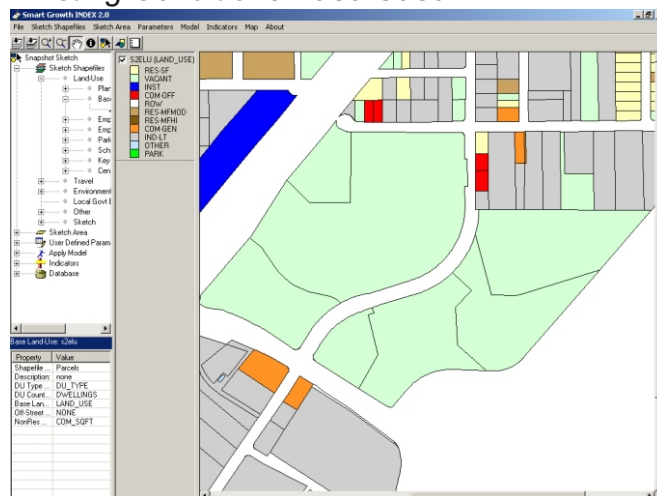 Smart Growth INDEX 2.0
File Sketch Shapefiles Sketch Area Parameters Model Indicators Map About
Snapshot Sketch
Sketch Shapefiles
Land-Use
Plar
Base
Emp
Emp
Park
Sch
Key
Cen
Travel
Environment
Local Govt E
Other
Sketch
Sketch Area
User Defined Param
Apply Model
Indicators
Database
S2ELU (LAND_USE)
RES-SF
VACANT
INST
COM-OFF
ROW
RES-MFMOD
RES-MFHI
COM-GEN
IND-LT
OTHER
PARK
Base Land-Use: s2elu
Property Value
Shapefile ... Parcels
Description: none
DU Type ... DU_TYPE
DU Count... DWELLINGS
Base Lan... LAND_USE
Off-Street ... NONE
NonRes ... COM_SQFT